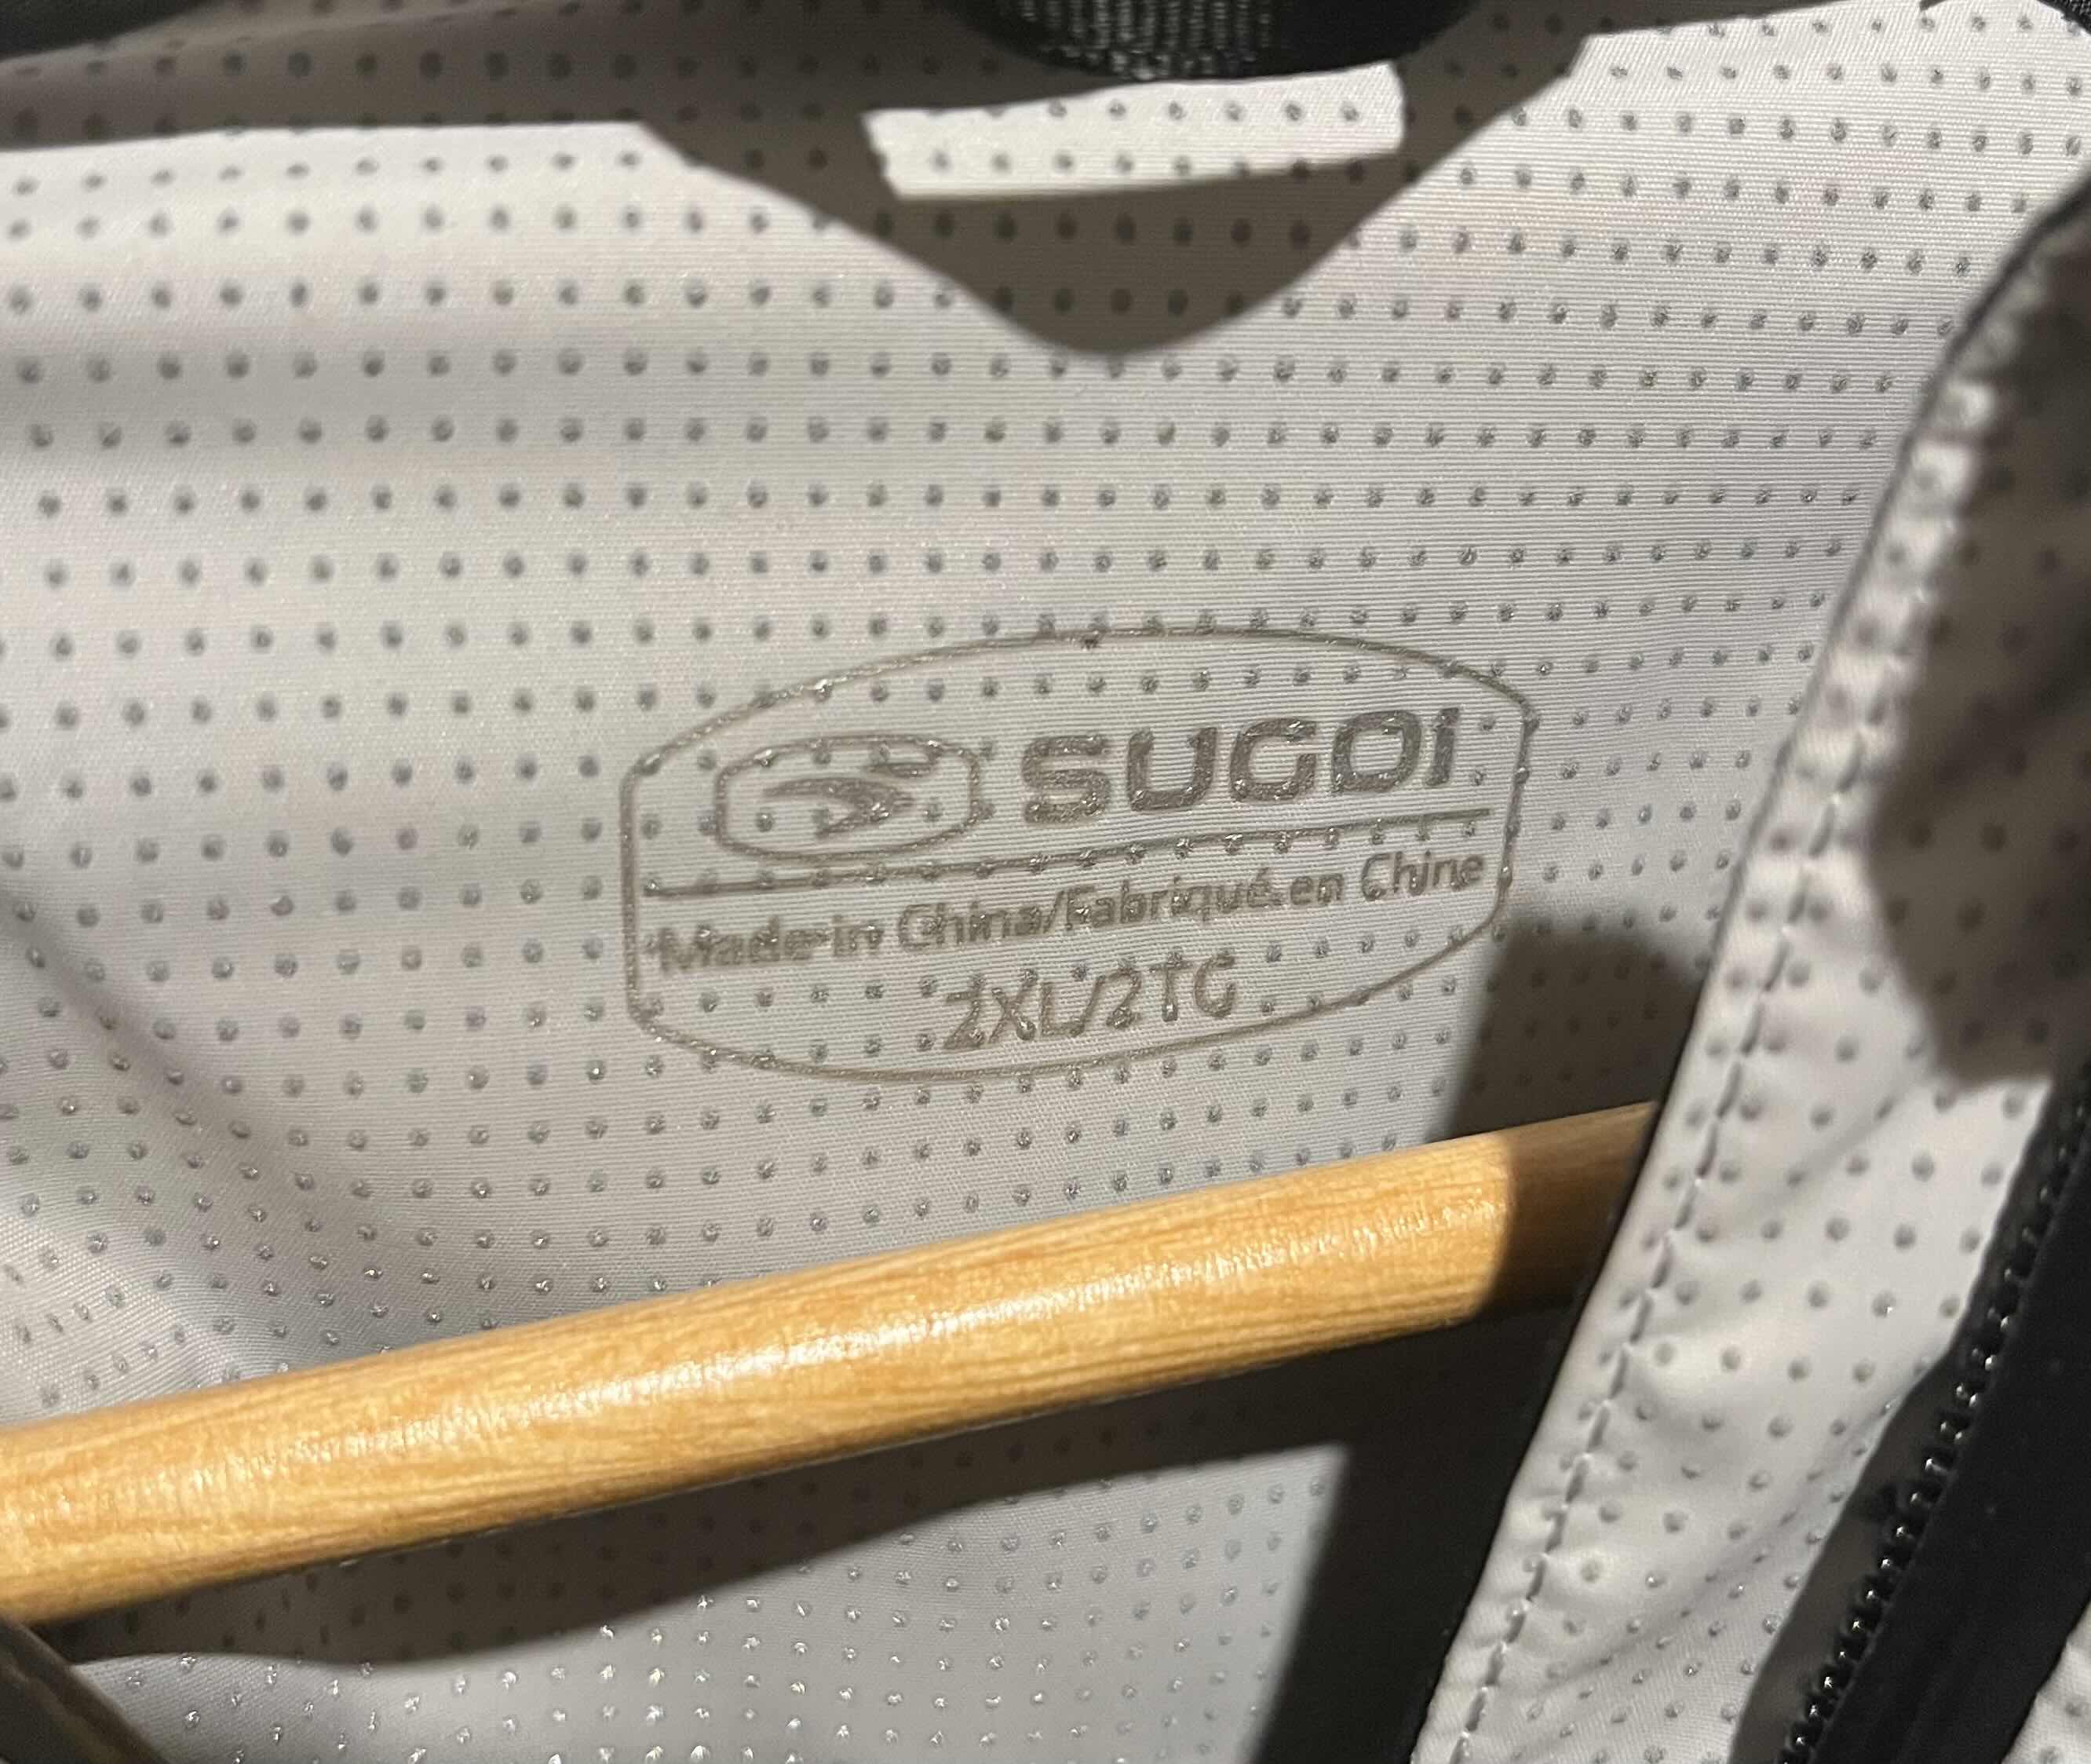 SUGOi
Made in China/Fabriqué en Chine
2XL/2TG